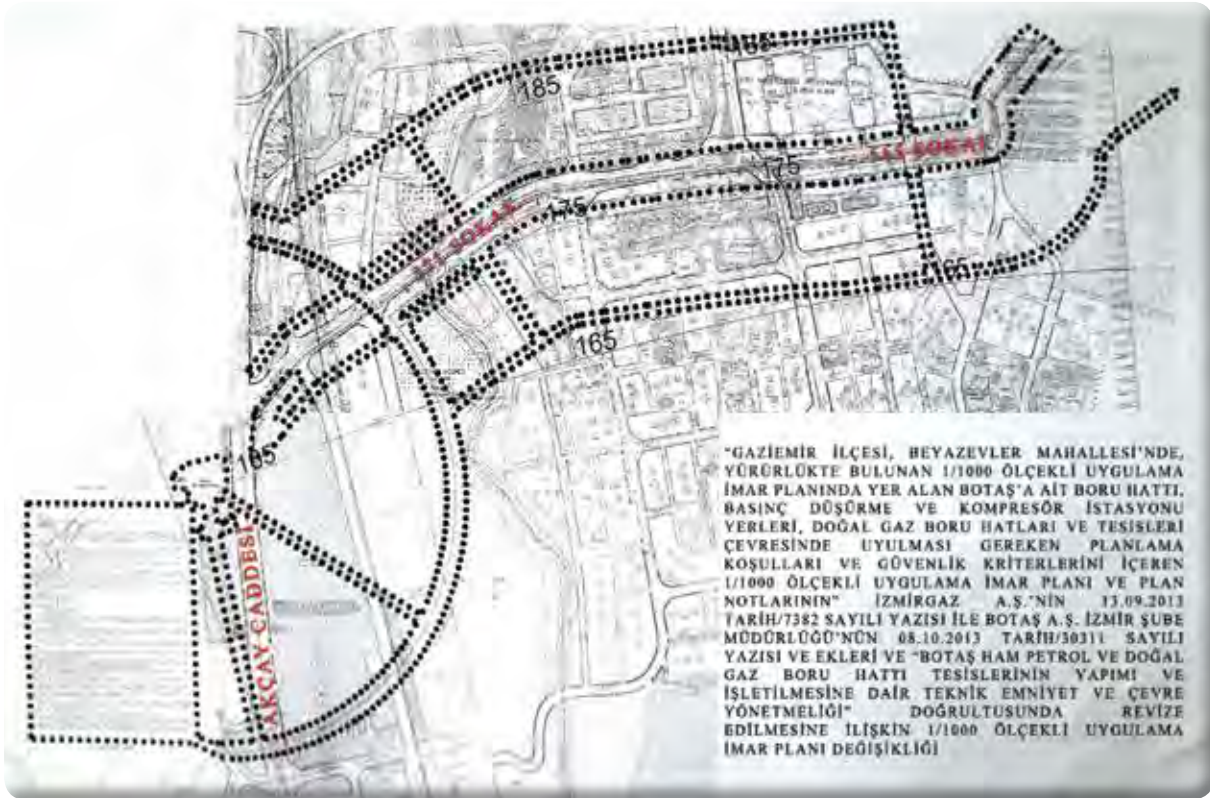 185
185
175
175
165
165
165
SOKAK
SOKAK
AKÇAY CADDESİ
"GAZİEMİR İLÇESİ, BEYAZEVLER MAHALLESİ'NDE,
YÜRÜRLÜKTE BULUNAN 1/1000 ÖLÇEKLİ UYGULAMA
İMAR PLANINDA YER ALAN BOTAŞ'A AİT BORU HATTI,
BASINÇ DÜŞÜRME VE KOMPRESÖR İSTASYONU
YERLERİ, DOĞAL GAZ BORU HATLARI VE TESİSLERİ
ÇEVRESİNDE UYULMASI GEREKEN PLANLAMA
KOŞULLARI VE GÜVENLİK KRİTERLERİNİ İÇEREN
1/1000 ÖLÇEKLİ UYGULAMA İMAR PLANI VE PLAN
NOTLARININ" İZMİRGAZ A.Ş.'NİN 13.09.2013
TARİH/7382 SAYILI YAZISI İLE BOTAŞ A.Ş. İZMİR ŞUBE
MÜDÜRLÜĞÜ'NÜN 08.10.2013 TARİH/30311 SAYILI
YAZISI VE EKLERİ VE "BOTAŞ HAM PETROL VE DOĞAL
GAZ BORU HATTI TESİSLERİNİN YAPIMI VE
İŞLETİLMESİNE DAİR TEKNİK EMNİYET VE ÇEVRE
YÖNETMELİĞİ" DOĞRULTUSUNDA REVİZE
EDİLMESİNE İLİŞKİN 1/1000 ÖLÇEKLİ UYGULAMA
İMAR PLANI DEĞİŞİKLİĞİ